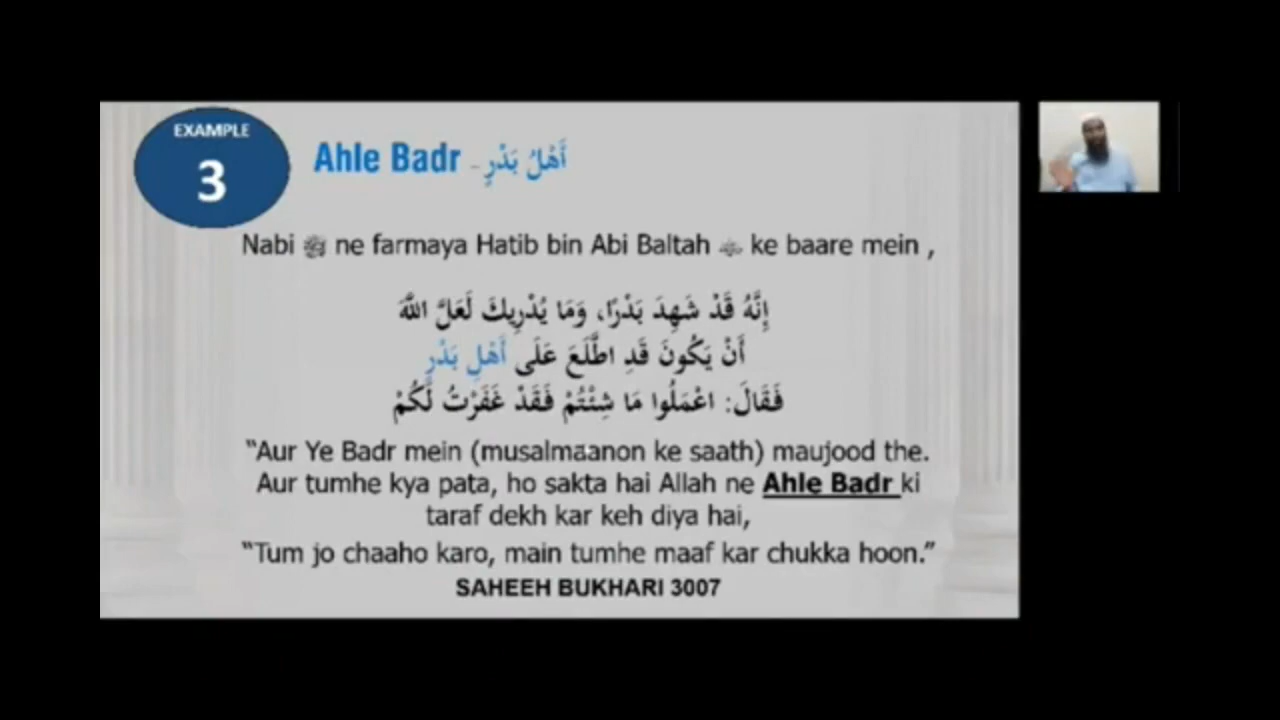 EXAMPLE
3
Ahle Badr - أَهْلُ بَدْرٍ
Nabi ﷺ ne farmaya Hatib bin Abi Baltah ke baare mein ,
إِنَّهُ قَدْ شَهِدَ بَدْرًا، وَمَا يُدْرِيكَ لَعَلَّ اللَّهَ
أَنْ يَكُونَ قَدِ اطَّلَعَ عَلَى أَهْلِ بَدْرٍ
فَقَالَ: اعْمَلُوا مَا شِئْتُمْ فَقَدْ غَفَرْتُ لَكُمْ
"Aur Ye Badr mein (musalmaanon ke saath) maujood the.
Aur tumhe kya pata, ho sakta hai Allah ne Ahle Badr ki
taraf dekh kar keh diya hai,
"Tum jo chaaho karo, main tumhe maaf kar chukka hoon."
SAHEEH BUKHARI 3007